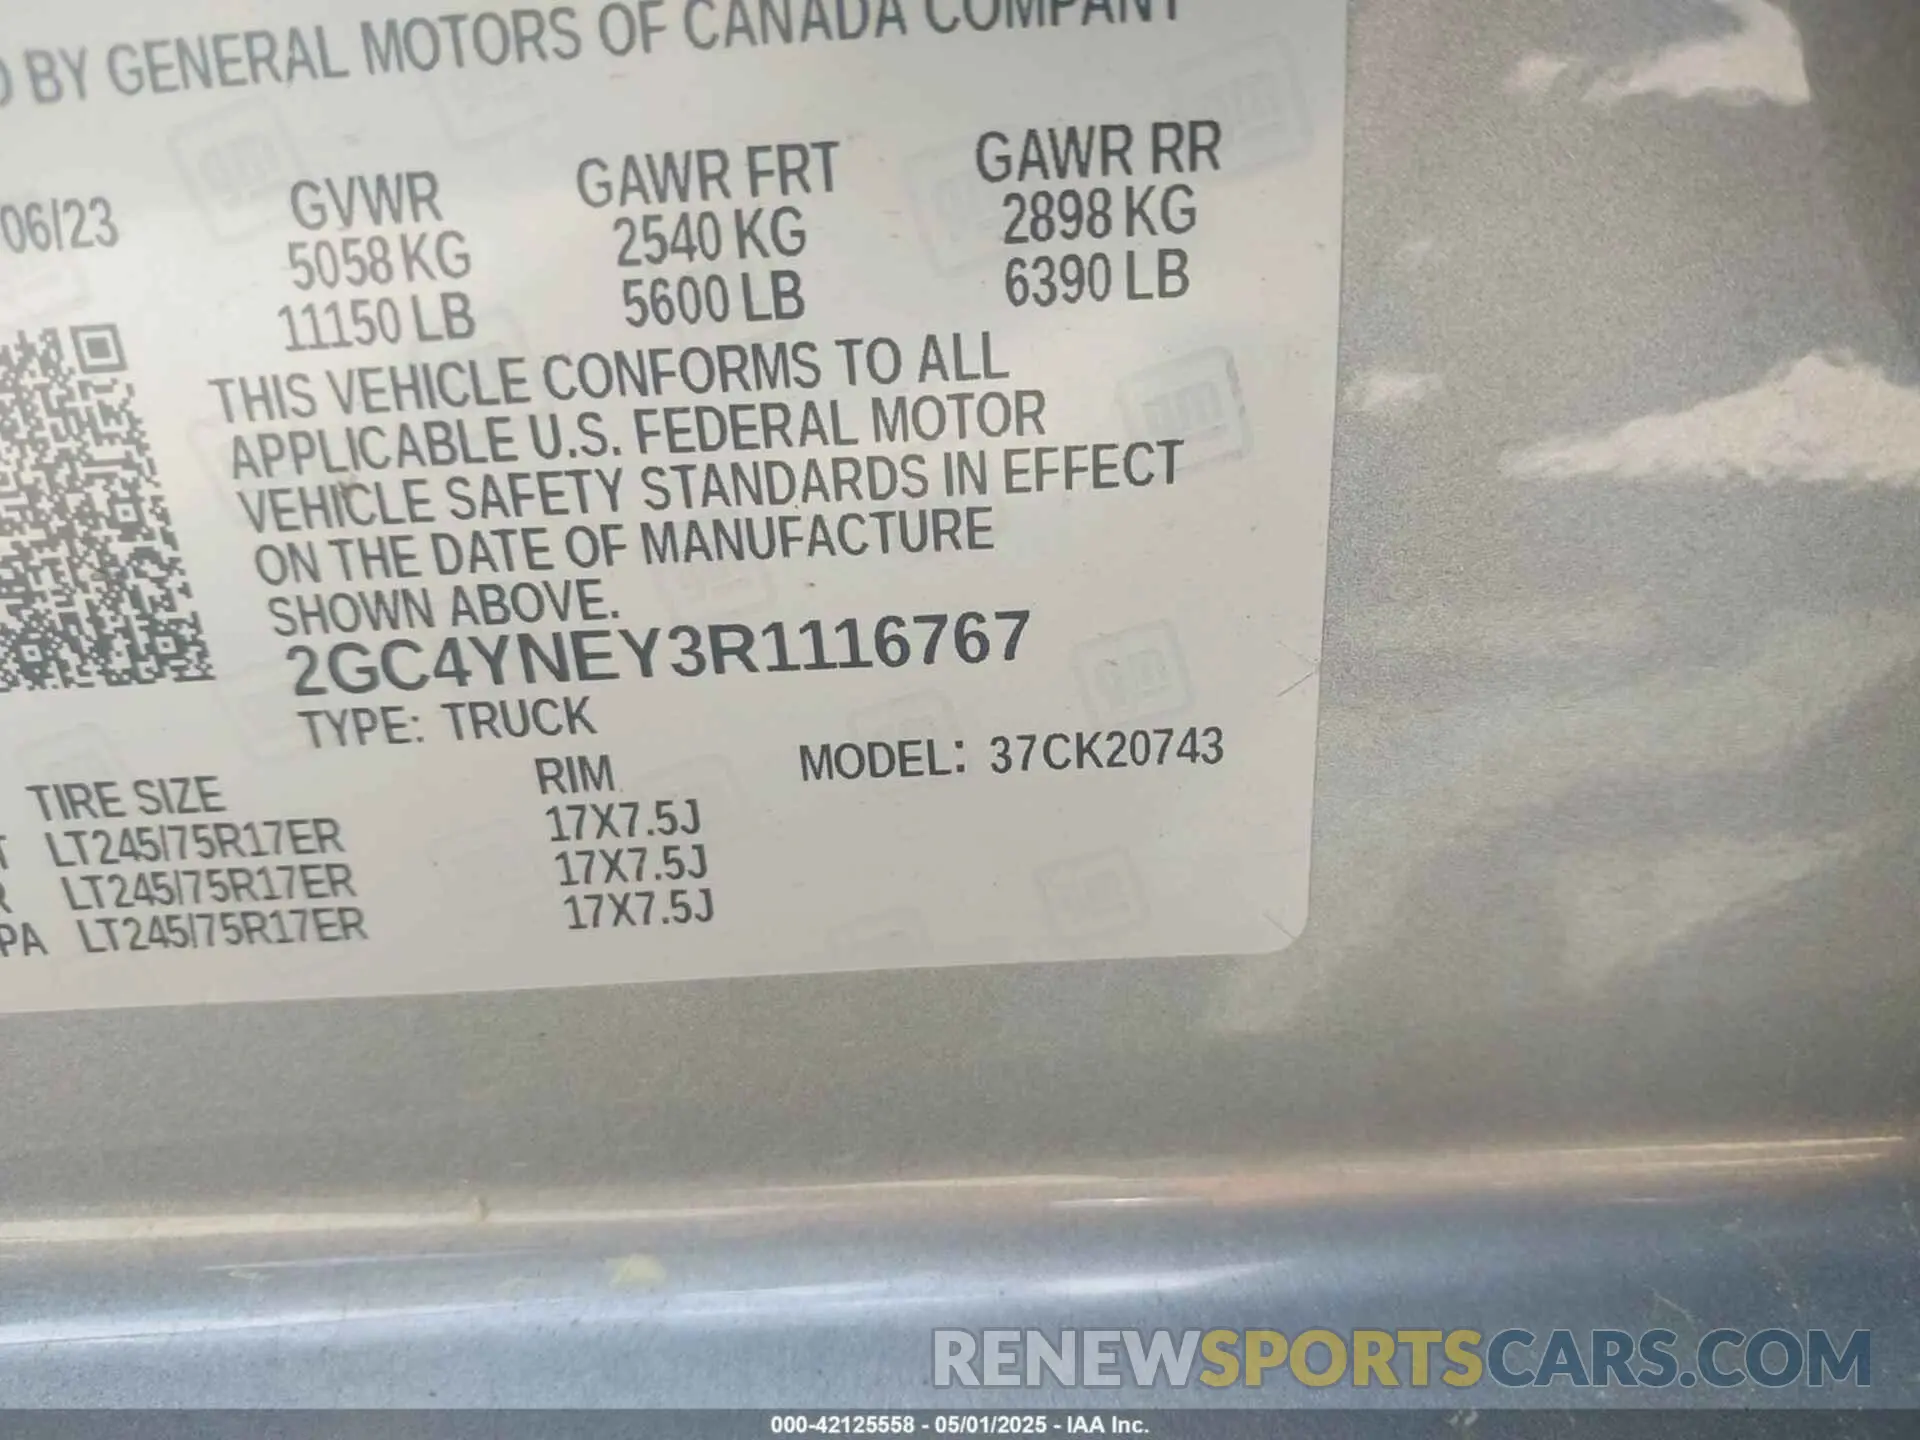 BY GENERAL MOTORS OF CANADA COMPANY
06/23
GVWR
5058 KG
11150 LB
GAWR FRT
2540 KG
5600 LB
GAWR RR
2898 KG
6390 LB
THIS VEHICLE CONFORMS TO ALL
APPLICABLE U.S. FEDERAL MOTOR
VEHICLE SAFETY STANDARDS IN EFFECT
ON THE DATE OF MANUFACTURE
SHOWN ABOVE.
2GC4YNEY3R1116767
TYPE: TRUCK
MODEL: 37CK20743
TIRE SIZE RIM
T LT245/75R17ER 17X7.5J
R LT245/75R17ER 17X7.5J
PA LT245/75R17ER 17X7.5J
RENEWSPORTSCARS.COM
000-42125558 - 05/01/2025 - IAA Inc.